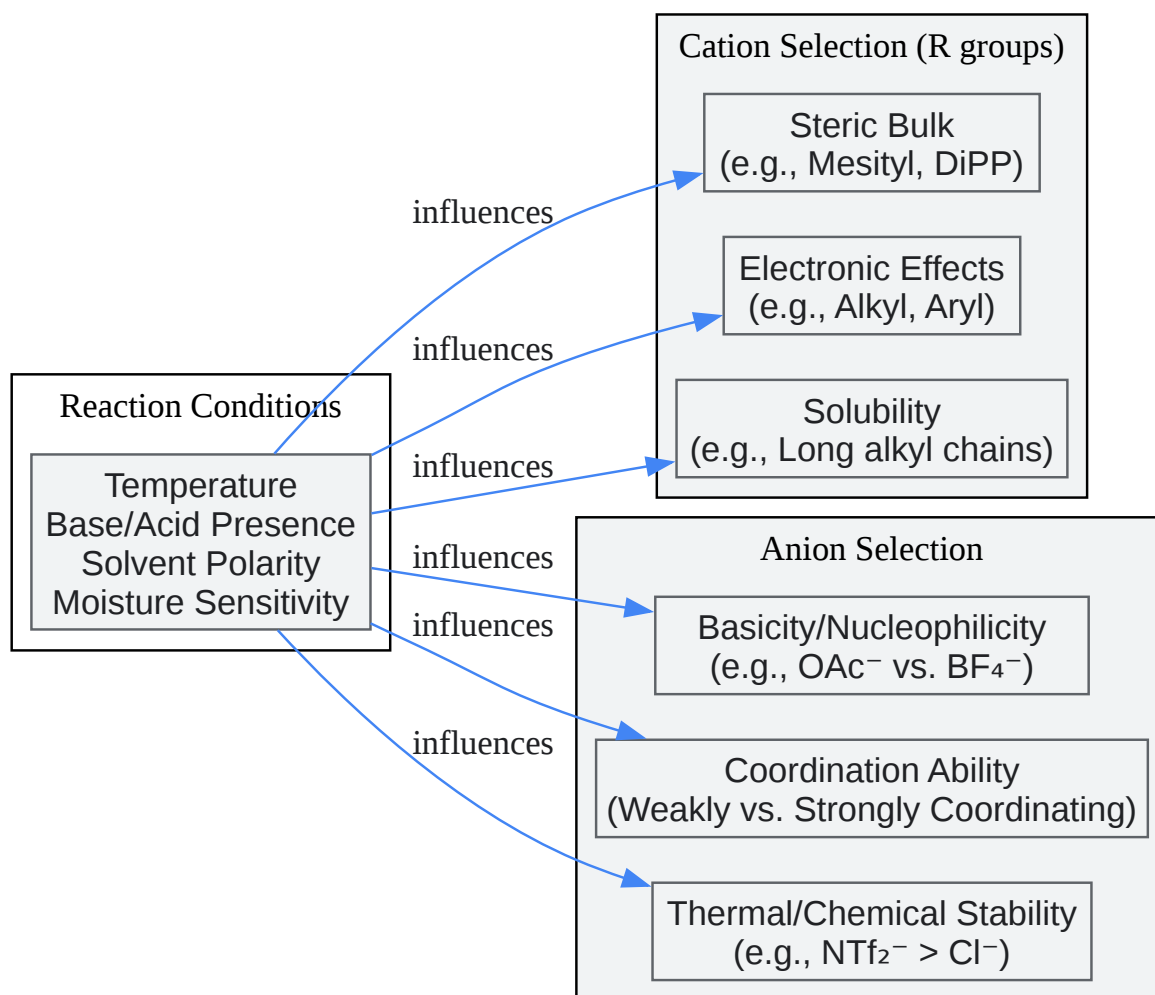 Cation Selection (R groups)
Steric Bulk
(e.g., Mesityl, DiPP)
influences
Electronic Effects
(e.g., Alkyl, Aryl)
influences
Reaction Conditions
Solubility
(e.g., Long alkyl chains)
influences
Temperature
Base/Acid Presence
Solvent Polarity
Moisture Sensitivity
Anion Selection
influences
Basicity/Nucleophilicity
(e.g., OAc⁻ vs. BF₄⁻)
influences
Coordination Ability
(Weakly vs. Strongly Coordinating)
influences
Thermal/Chemical Stability
(e.g., NTf₂⁻ > Cl⁻)